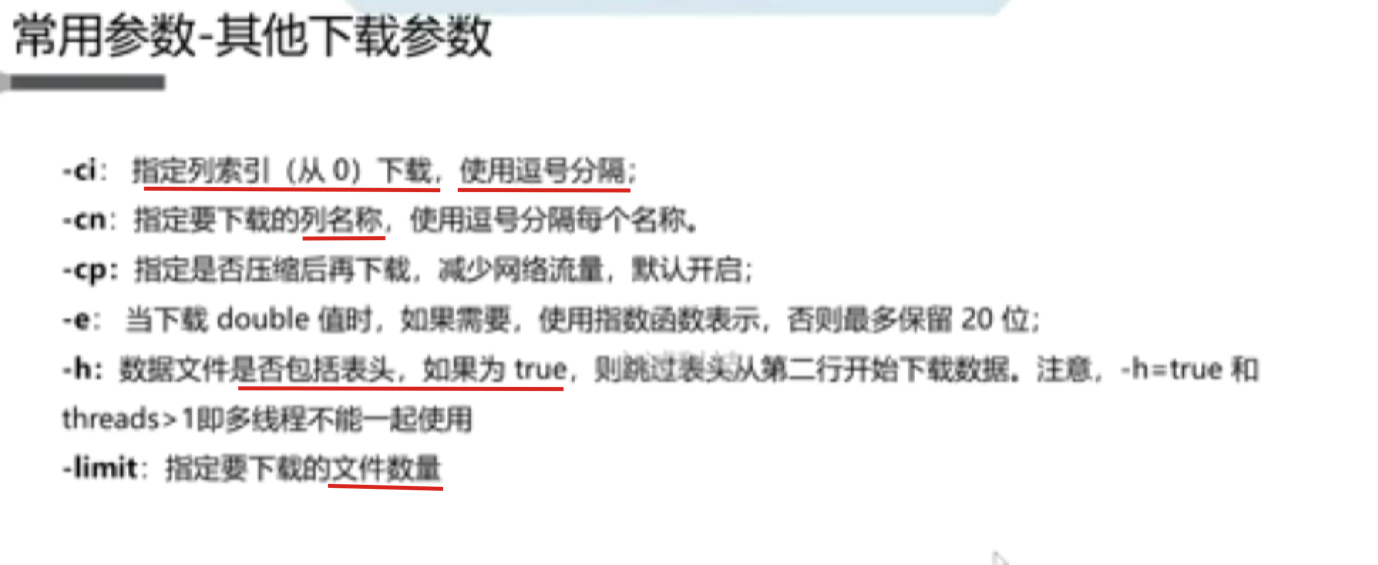 常用参数-其他下载参数
-ci： 指定列索引（从 0）下载，使用逗号分隔；
-cn：指定要下载的列名称，使用逗号分隔每个名称。
-cp：指定是否压缩后再下载，减少网络流量，默认开启；
-e： 当下载 double 值时，如果需要，使用指数函数表示，否则最多保留 20 位；
-h：数据文件是否包括表头，如果为 true，则跳过表头从第二行开始下载数据。注意，-h=true 和
threads>1即多线程不能一起使用
-limit：指定要下载的文件数量